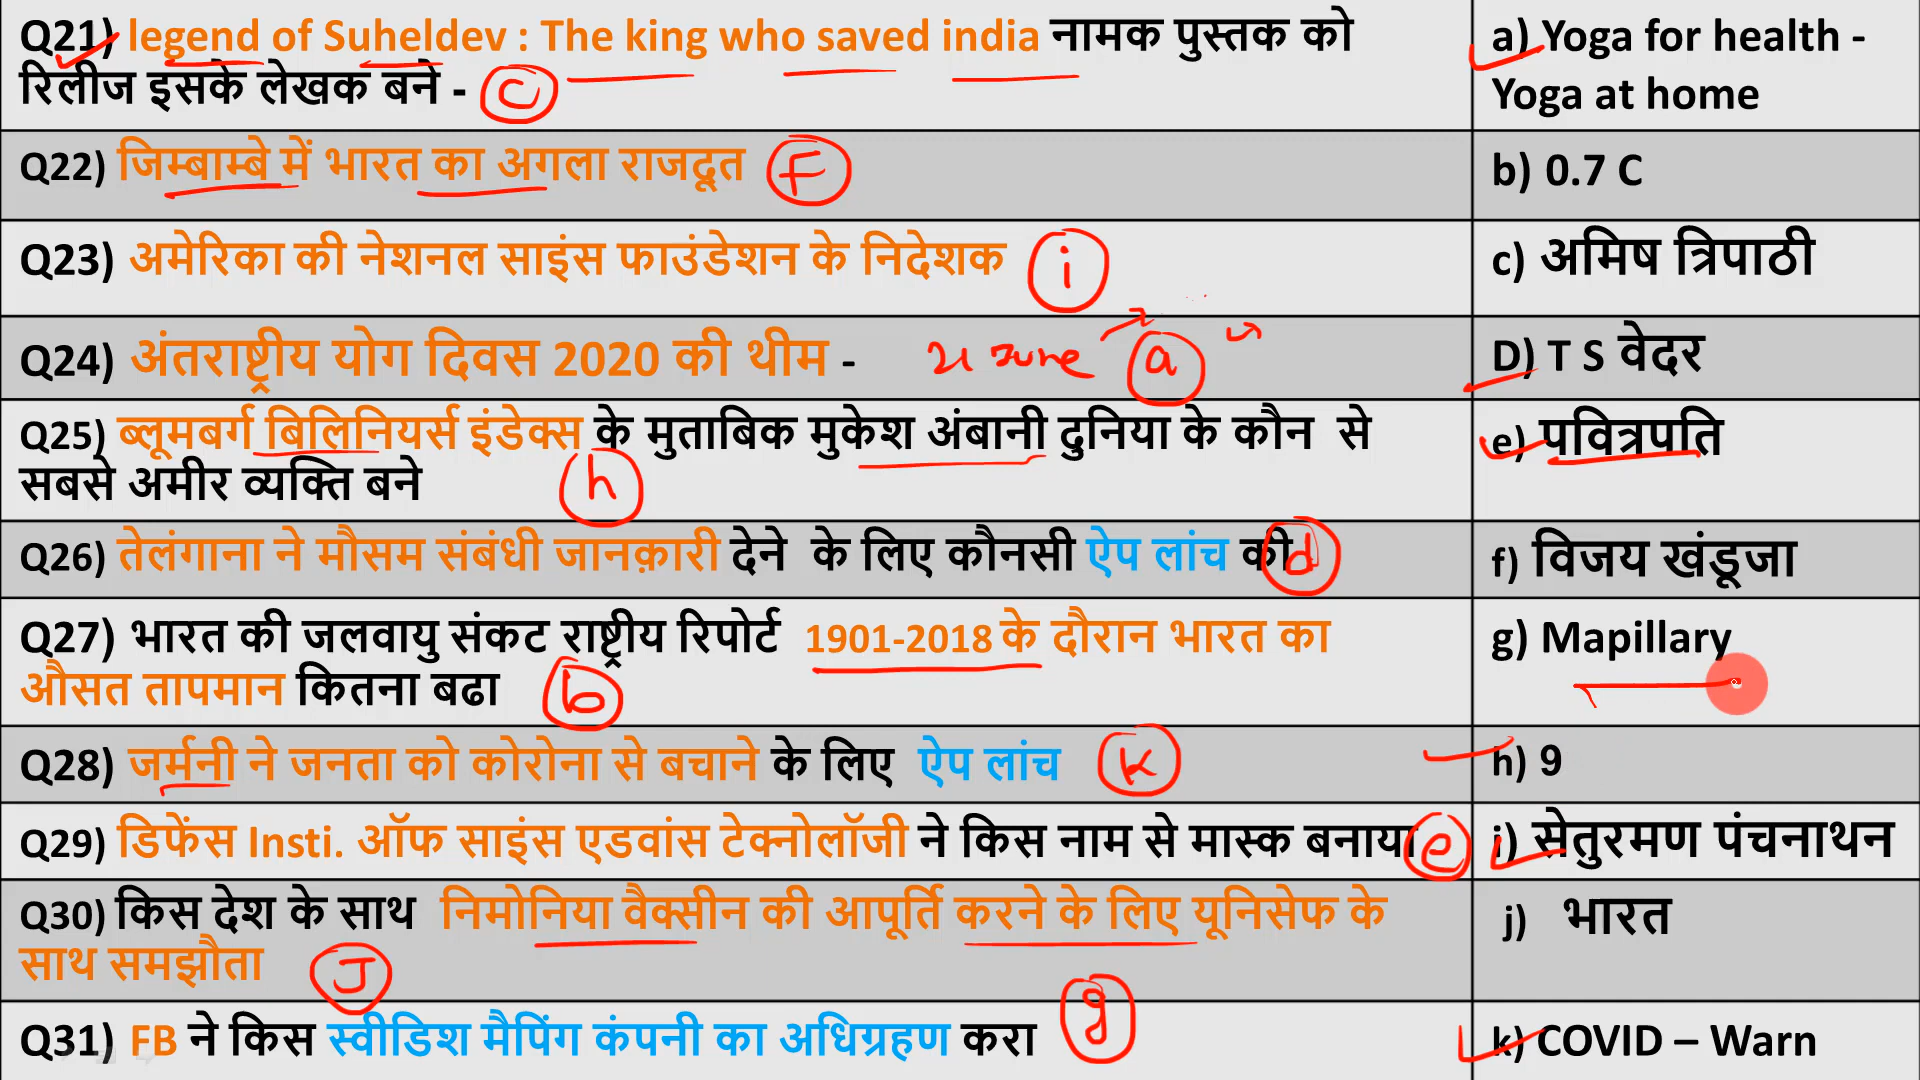 Q21) legend of Suheldev : The king who saved india नामक पुस्तक को
रिलीज इसके लेखक बने - C
a) Yoga for health -
Yoga at home
Q22) जिम्बाम्बे में भारत का अगला राजदूत F
b) 0.7 C
Q23) अमेरिका की नेशनल साइंस फाउंडेशन के निदेशक i
c) अमिष त्रिपाठी
Q24) अंतराष्ट्रीय योग दिवस 2020 की थीम - 21 June a
D) T S वेदर
Q25) ब्लूमबर्ग बिलिनियर्स इंडेक्स के मुताबिक मुकेश अंबानी दुनिया के कौन से
सबसे अमीर व्यक्ति बने h
e) पवित्रपति
Q26) तेलंगाना ने मौसम संबंधी जानक़ारी देने के लिए कौनसी ऐप लांच की d
f) विजय खंडूजा
Q27) भारत की जलवायु संकट राष्ट्रीय रिपोर्ट 1901-2018 के दौरान भारत का
औसत तापमान कितना बढा b
g) Mapillary
Q28) जर्मनी ने जनता को कोरोना से बचाने के लिए ऐप लांच K
h) 9
Q29) डिफेंस Insti. ऑफ साइंस एडवांस टेक्नोलॉजी ने किस नाम से मास्क बनाया e
i) सेतुरमण पंचनाथन
Q30) किस देश के साथ निमोनिया वैक्सीन की आपूर्ति करने के लिए यूनिसेफ के
साथ समझौता J
j) भारत
Q31) FB ने किस स्वीडिश मैपिंग कंपनी का अधिग्रहण करा g
k) COVID – Warn